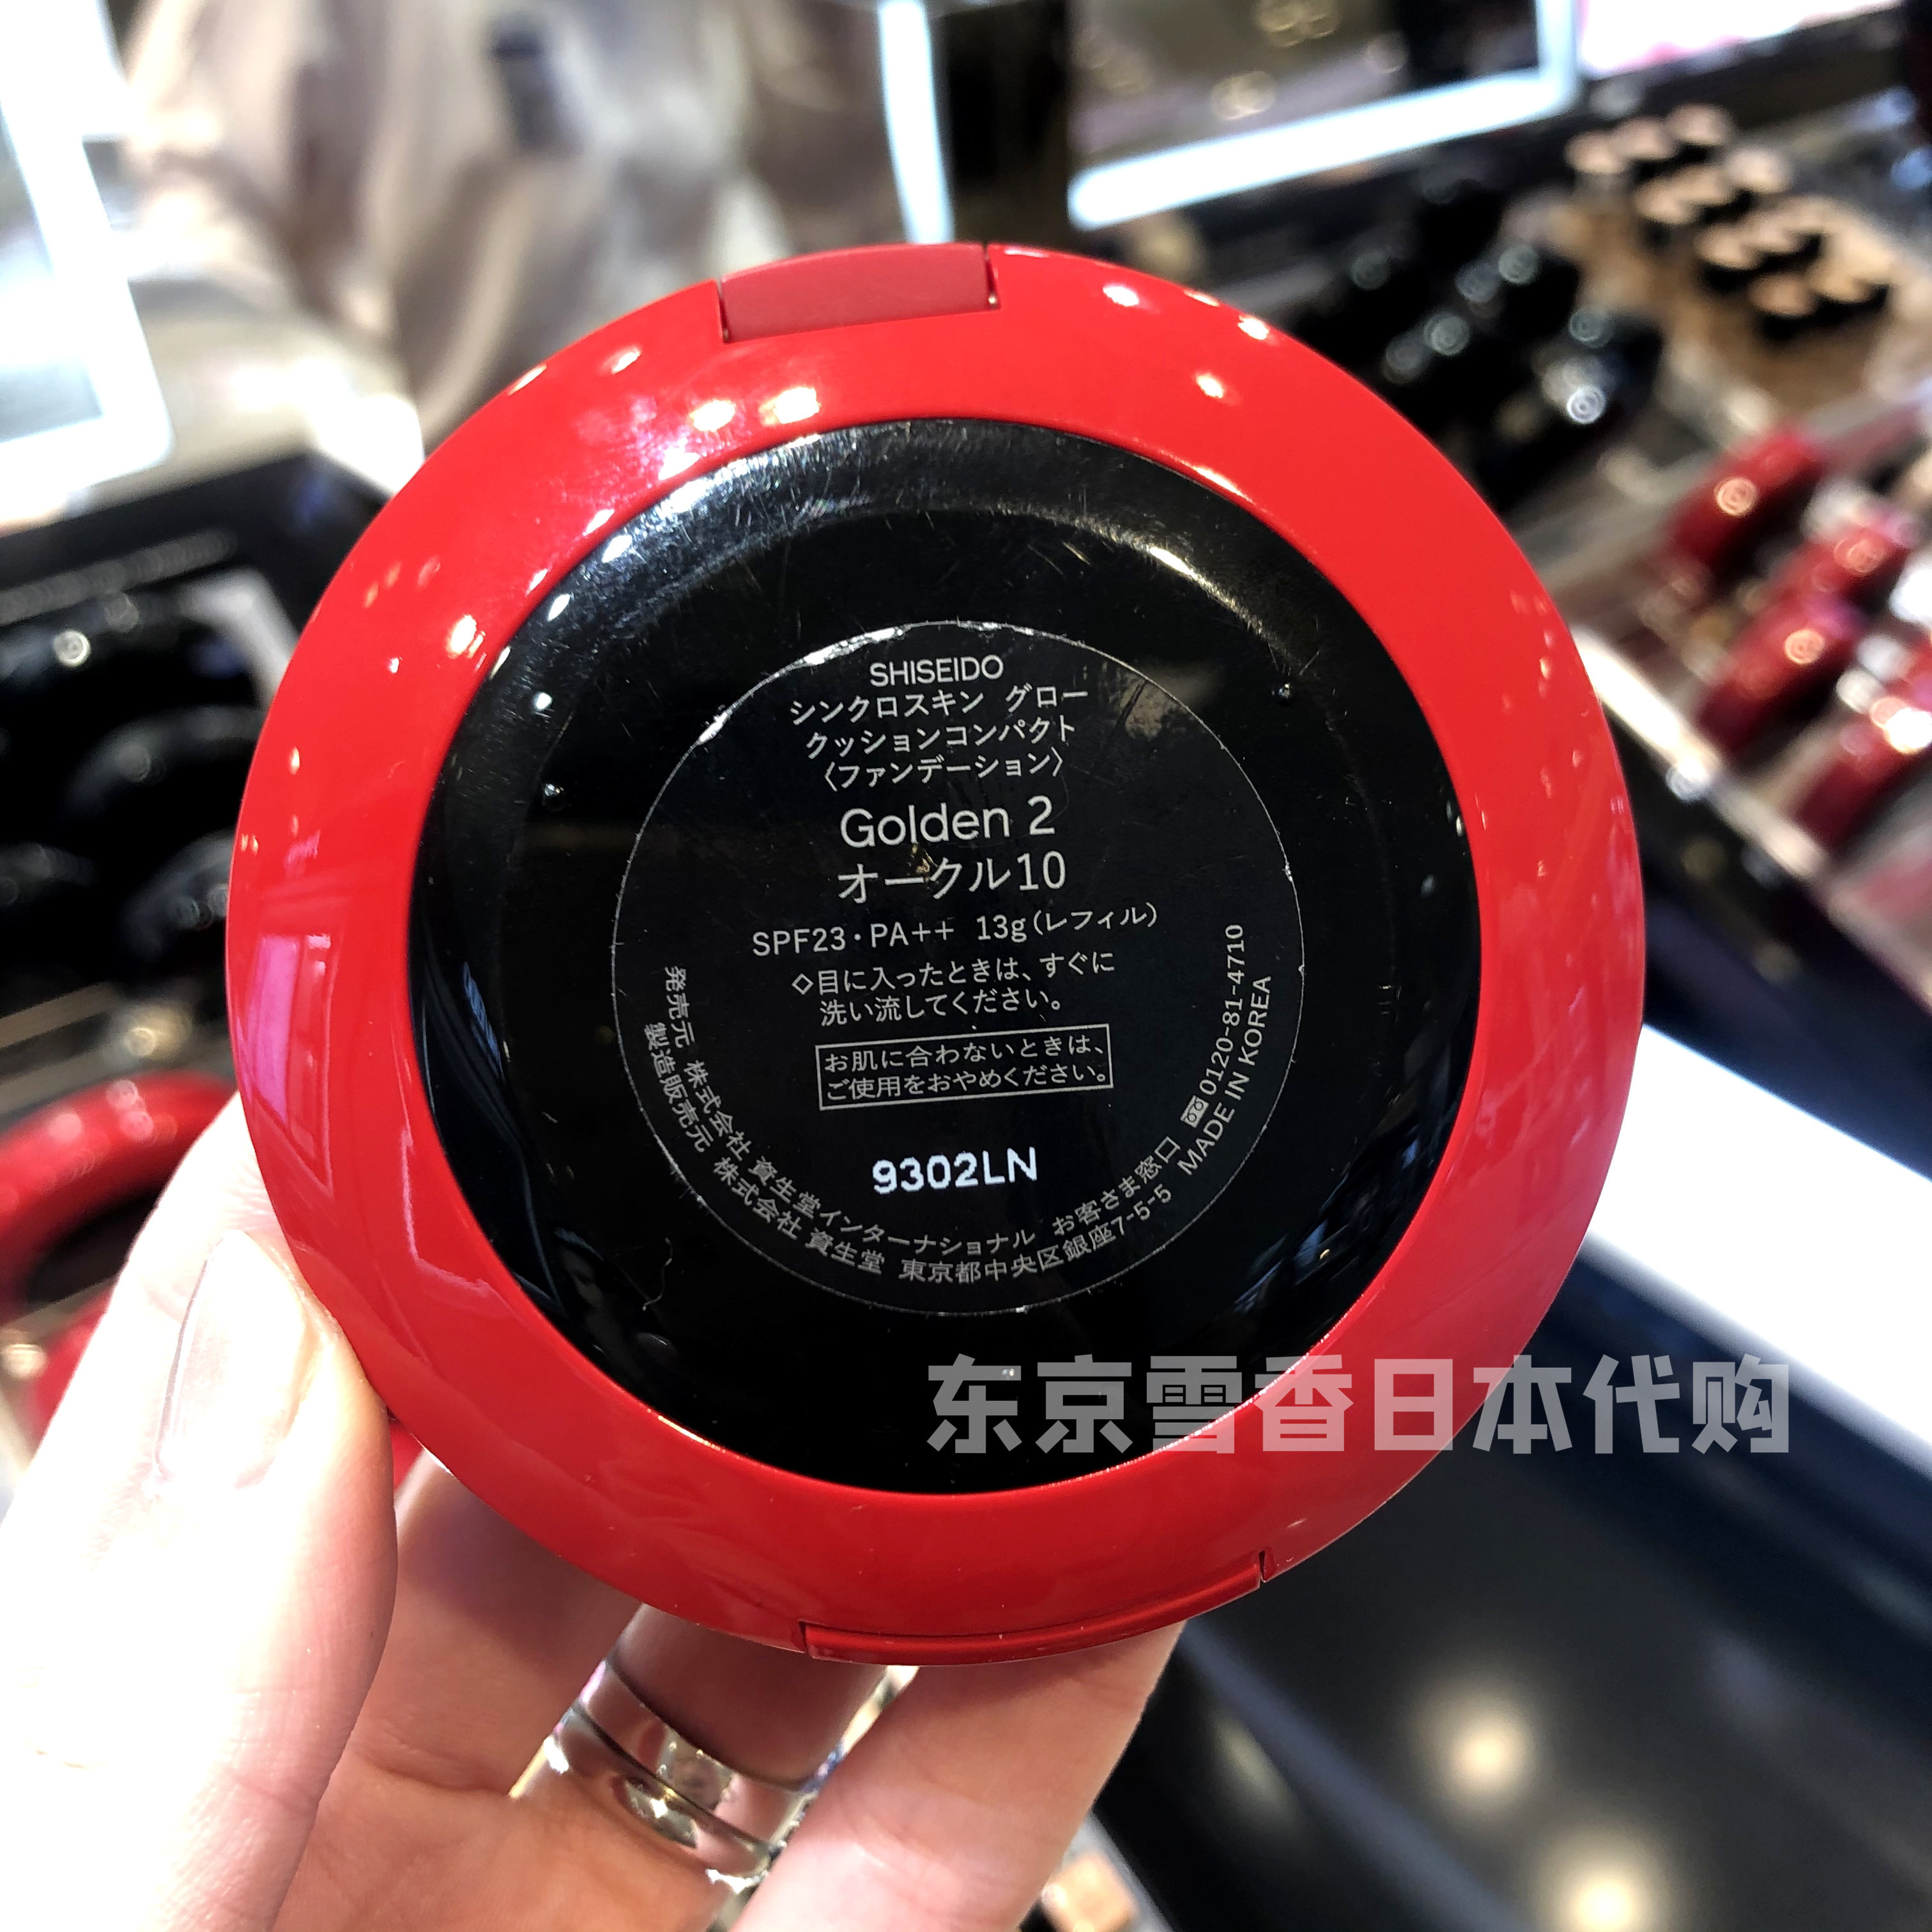 SHISEIDO
シンクロスキン グロー
クッションコンパクト
〈ファンデーション〉
Golden 2
オークル10
SPF23・PA++ 13g(レフィル)
◇目に入ったときは、すぐに
洗い流してください。
お肌に合わないときは、
ご使用をおやめください。
9302LN
発売元 株式会社 資生堂インターナショナル お客さま窓口 0120-81-4710
製造販売元 株式会社 資生堂 東京都中央区銀座7-5-5 MADE IN KOREA
东京雪香日本代购